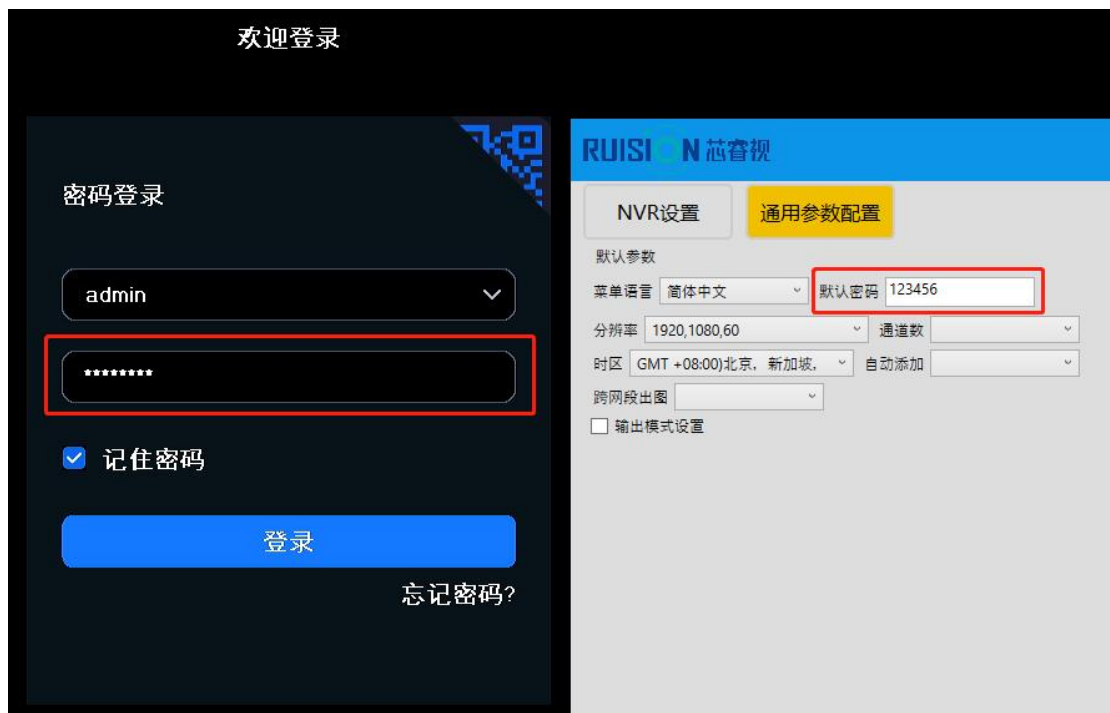 欢迎登录
密码登录
admin
********
记住密码
登录
忘记密码?
RUISION 芯睿视
NVR设置 通用参数配置
默认参数
菜单语言 简体中文 默认密码 123456
分辨率 1920,1080,60 通道数
时区 GMT +08:00)北京, 新加坡, 自动添加
跨网段出图
输出模式设置